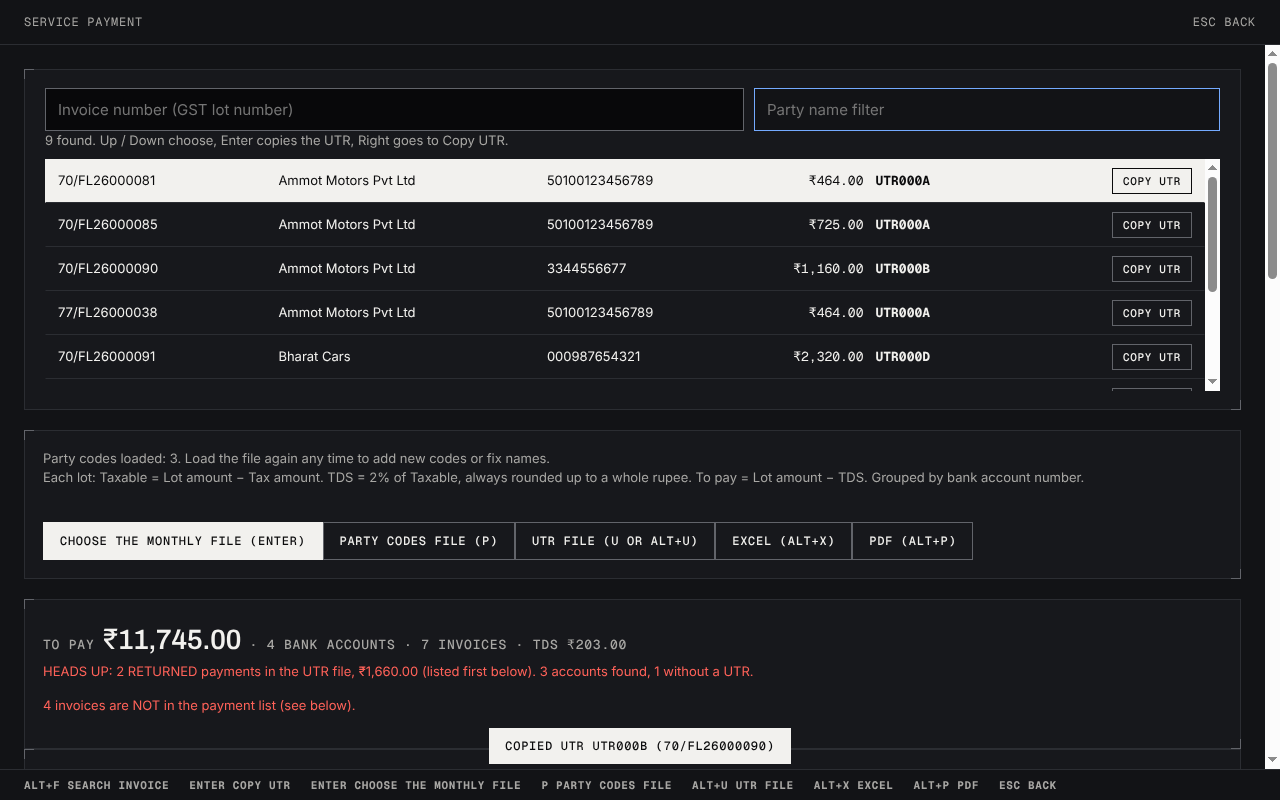 SERVICE PAYMENT ESC BACK
Invoice number (GST lot number) Party name filter
9 found. Up / Down choose, Enter copies the UTR, Right goes to Copy UTR.
70/FL26000081 Ammot Motors Pvt Ltd 50100123456789 ₹464.00 UTR000A COPY UTR
70/FL26000085 Ammot Motors Pvt Ltd 50100123456789 ₹725.00 UTR000A COPY UTR
70/FL26000090 Ammot Motors Pvt Ltd 3344556677 ₹1,160.00 UTR000B COPY UTR
77/FL26000038 Ammot Motors Pvt Ltd 50100123456789 ₹464.00 UTR000A COPY UTR
70/FL26000091 Bharat Cars 000987654321 ₹2,320.00 UTR000D COPY UTR
Party codes loaded: 3. Load the file again any time to add new codes or fix names.
Each lot: Taxable = Lot amount − Tax amount. TDS = 2% of Taxable, always rounded up to a whole rupee. To pay = Lot amount − TDS. Grouped by bank account number.
CHOOSE THE MONTHLY FILE (ENTER) PARTY CODES FILE (P) UTR FILE (U OR ALT+U) EXCEL (ALT+X) PDF (ALT+P)
TO PAY ₹11,745.00 · 4 BANK ACCOUNTS · 7 INVOICES · TDS ₹203.00
HEADS UP: 2 RETURNED payments in the UTR file, ₹1,660.00 (listed first below). 3 accounts found, 1 without a UTR.
4 invoices are NOT in the payment list (see below).
COPIED UTR UTR000B (70/FL26000090)
ALT+F SEARCH INVOICE ENTER COPY UTR ENTER CHOOSE THE MONTHLY FILE P PARTY CODES FILE ALT+U UTR FILE ALT+X EXCEL ALT+P PDF ESC BACK